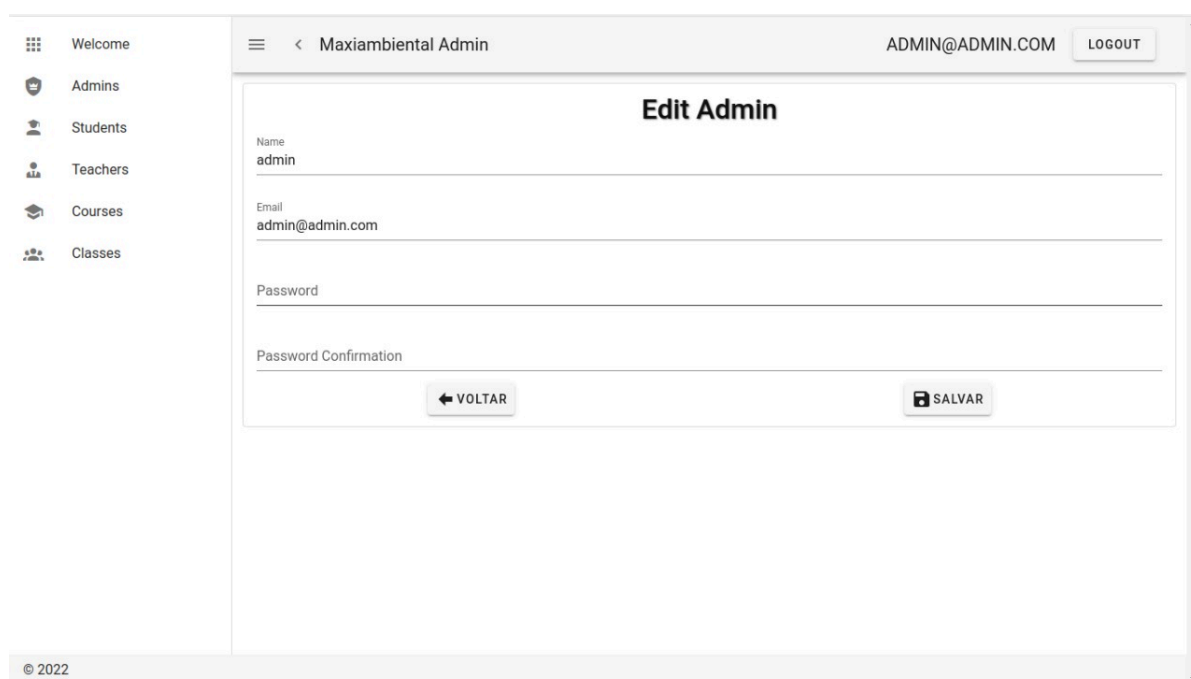 Welcome
Admins
Students
Teachers
Courses
Classes
Maxiambiental Admin
ADMIN@ADMIN.COM
LOGOUT
Edit Admin
Name
admin
Email
admin@admin.com
Password
Password Confirmation
VOLTAR
SALVAR
© 2022